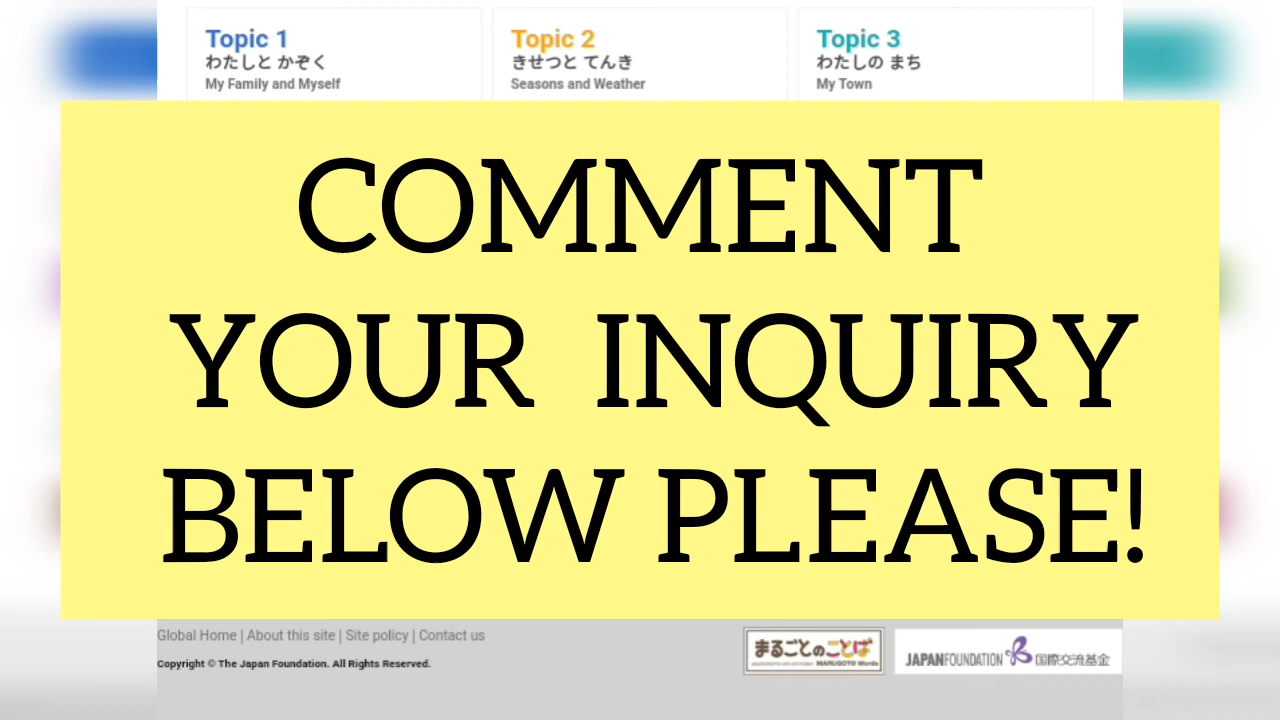 Topic 1
わたしと かぞく
My Family and Myself
Topic 2
きせつと てんき
Seasons and Weather
Topic 3
わたしの まち
My Town
COMMENT
YOUR INQUIRY
BELOW PLEASE!
Global Home | About this site | Site policy | Contact us
Copyright © The Japan Foundation. All Rights Reserved.
まるごとのことば
MARUGOTO Words
JAPANFOUNDATION 国際交流基金